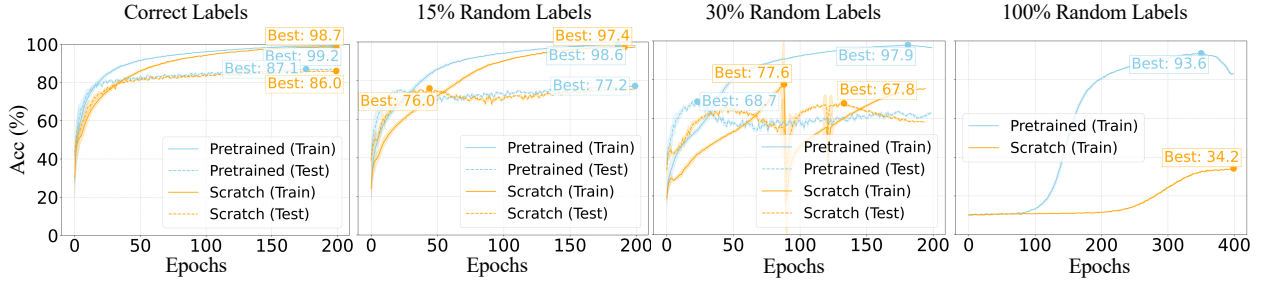 Correct Labels
15% Random Labels
30% Random Labels
100% Random Labels
Acc (%)
100
80
60
40
20
0
Best: 98.7
Best: 99.2
Best: 87.1
Best: 86.0
Pretrained (Train)
Pretrained (Test)
Scratch (Train)
Scratch (Test)
0 50 100 150 200
Epochs
Best: 97.4
Best: 98.6
Best: 77.2
Best: 76.0
Pretrained (Train)
Pretrained (Test)
Scratch (Train)
Scratch (Test)
0 50 100 150 200
Epochs
Best: 97.9
Best: 77.6
Best: 67.8
Best: 68.7
Pretrained (Train)
Pretrained (Test)
Scratch (Train)
Scratch (Test)
0 50 100 150 200
Epochs
Best: 93.6
Pretrained (Train)
Scratch (Train)
Best: 34.2
0 100 200 300 400
Epochs